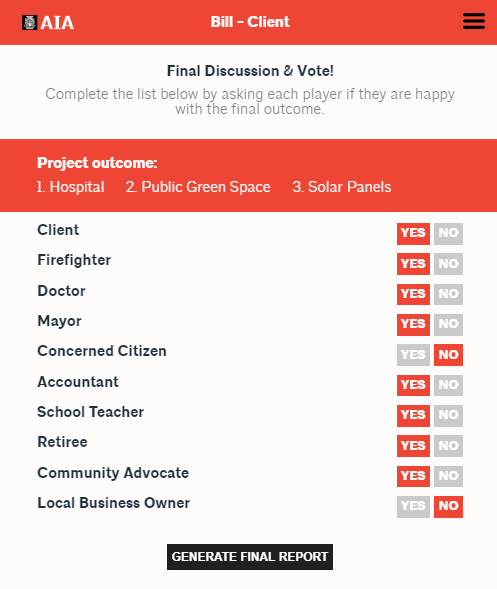 AIA
Bill – Client
Final Discussion & Vote!
Complete the list below by asking each player if they are happy
with the final outcome.
Project outcome:
1. Hospital 2. Public Green Space 3. Solar Panels
Client YES NO
Firefighter YES NO
Doctor YES NO
Mayor YES NO
Concerned Citizen YES NO
Accountant YES NO
School Teacher YES NO
Retiree YES NO
Community Advocate YES NO
Local Business Owner YES NO
GENERATE FINAL REPORT